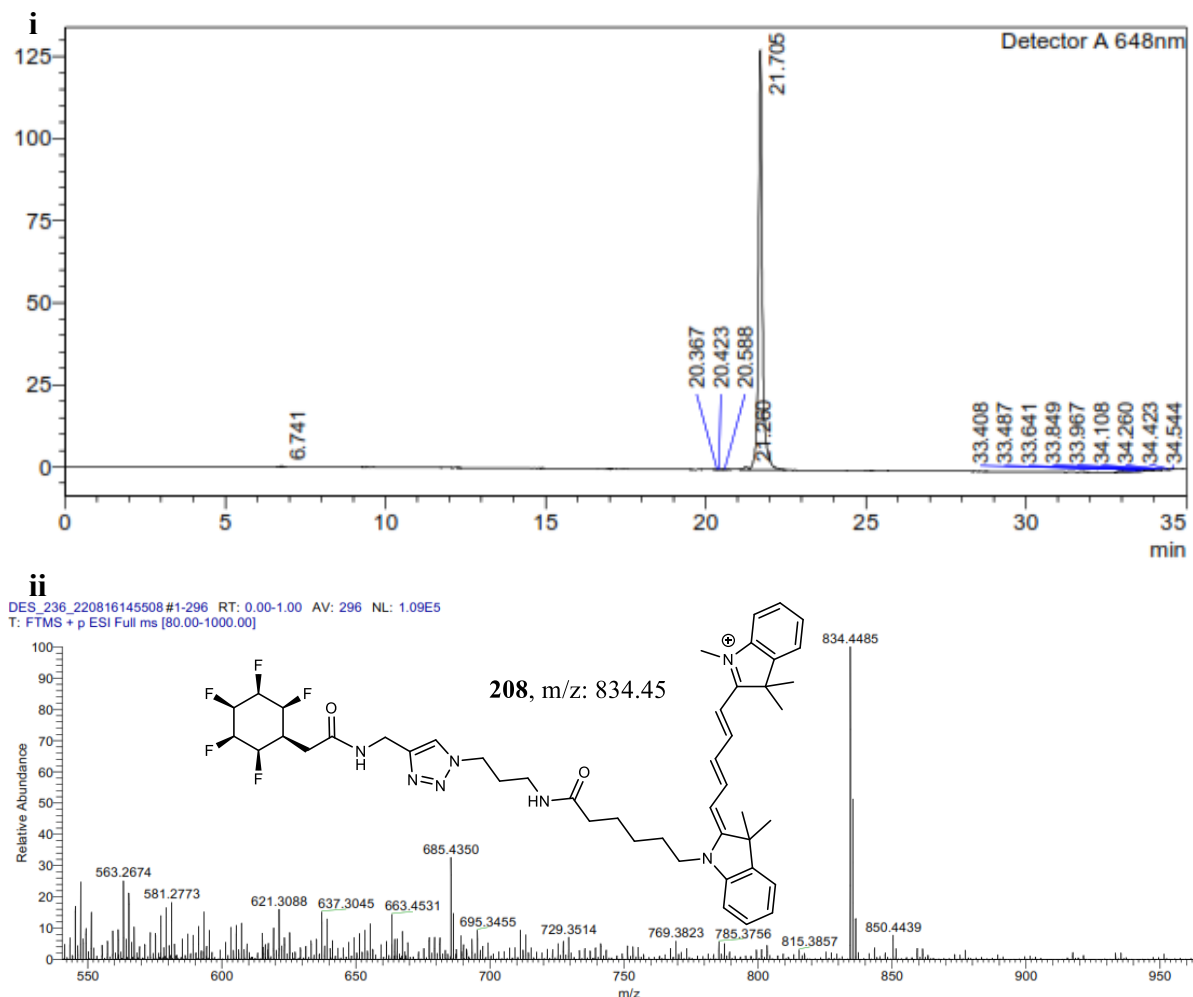 i
Detector A 648nm
125
100
75
50
25
0
6.741
20.367
20.423
20.588
21.260
21.705
33.408
33.487
33.641
33.849
33.967
34.108
34.260
34.423
34.544
0 5 10 15 20 25 30 35
min
ii
DES_236_220816145508 #1-296 RT: 0.00-1.00 AV: 296 NL: 1.09E5
T: FTMS + p ESI Full ms [80.00-1000.00]
Relative Abundance
100
90
80
70
60
50
40
30
20
10
0
208, m/z: 834.45
F
F
F
F
F
O
N
H
N
N
N
HN
O
N
+
N
563.2674
581.2773
621.3088
637.3045
663.4531
685.4350
695.3455
729.3514
769.3823
785.3756
815.3857
834.4485
850.4439
550 600 650 700 750 800 850 900 950
m/z